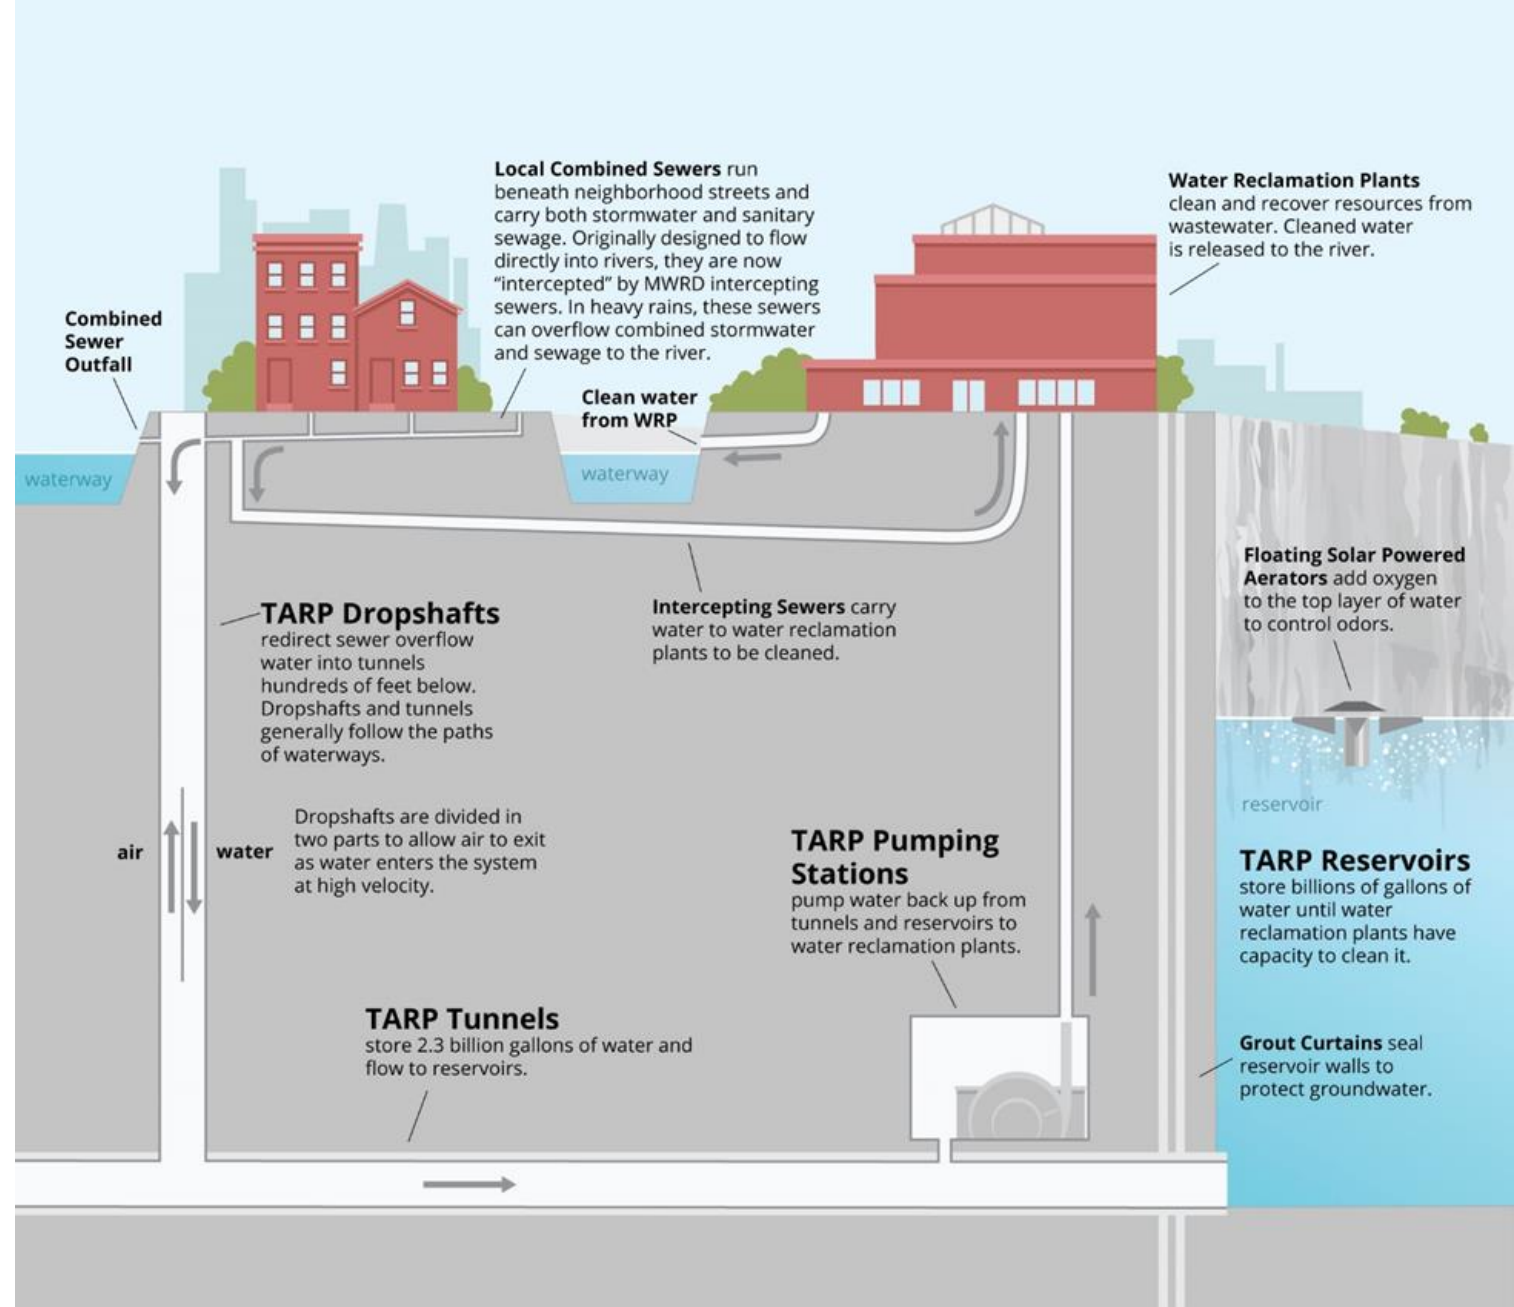 Local Combined Sewers run
beneath neighborhood streets and
carry both stormwater and sanitary
sewage. Originally designed to flow
directly into rivers, they are now
“intercepted” by MWRD intercepting
sewers. In heavy rains, these sewers
can overflow combined stormwater
and sewage to the river.
Water Reclamation Plants
clean and recover resources from
wastewater. Cleaned water
is released to the river.
Combined
Sewer
Outfall
Clean water
from WRP
waterway
waterway
Floating Solar Powered
Aerators add oxygen
to the top layer of water
to control odors.
TARP Dropshafts
redirect sewer overflow
water into tunnels
hundreds of feet below.
Dropshafts and tunnels
generally follow the paths
of waterways.
Intercepting Sewers carry
water to water reclamation
plants to be cleaned.
air
water
Dropshafts are divided in
two parts to allow air to exit
as water enters the system
at high velocity.
TARP Pumping
Stations
pump water back up from
tunnels and reservoirs to
water reclamation plants.
reservoir
TARP Reservoirs
store billions of gallons of
water until water
reclamation plants have
capacity to clean it.
TARP Tunnels
store 2.3 billion gallons of water and
flow to reservoirs.
Grout Curtains seal
reservoir walls to
protect groundwater.